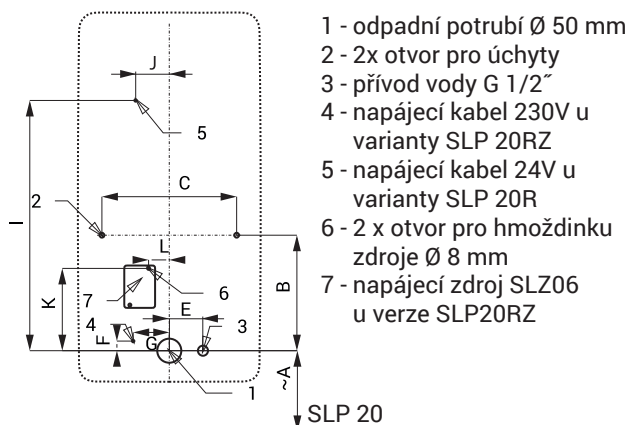 1 - odpadní potrubí Ø 50 mm
2 - 2x otvor pro úchyty
3 - přívod vody G 1/2˝
4 - napájecí kabel 230V u
varianty SLP 20RZ
5 - napájecí kabel 24V u
varianty SLP 20R
6 - 2 x otvor pro hmoždinku
zdroje Ø 8 mm
7 - napájecí zdroj SLZ06
u verze SLP20RZ
J
5
C
2
I
L
B
K
7
6
E
4
F
G
3
1
~A
SLP 20